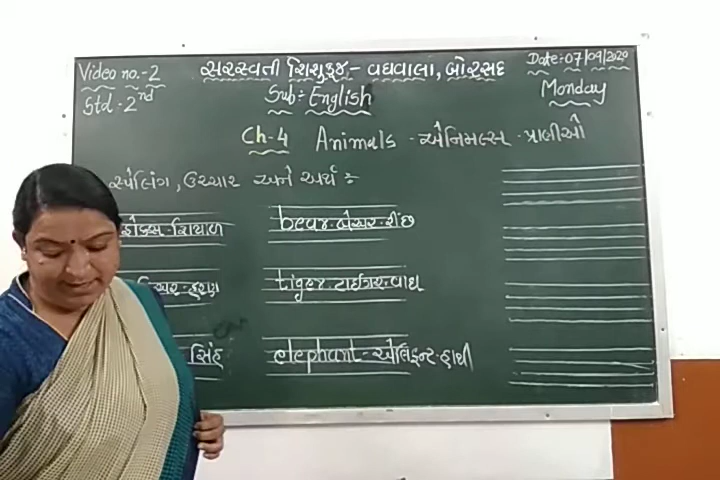 Video no.-2
સરસ્વતી શિશુકુંજ - વઘવાલા, બોરસદ
Date:-07/09/2020
Std.-2nd
Sub:- English
Monday
Ch-4 Animals - એનિમલ્સ - પ્રાણીઓ
સ્પેલિંગ, ઉચ્ચાર અને અર્થ :-
ફોક્સ - શિયાળ
bear - બેઅર - રીંછ
હરણ
tiger - ટાઈગર - વાઘ
સિંહ
elephant - એલિફન્ટ - હાથી